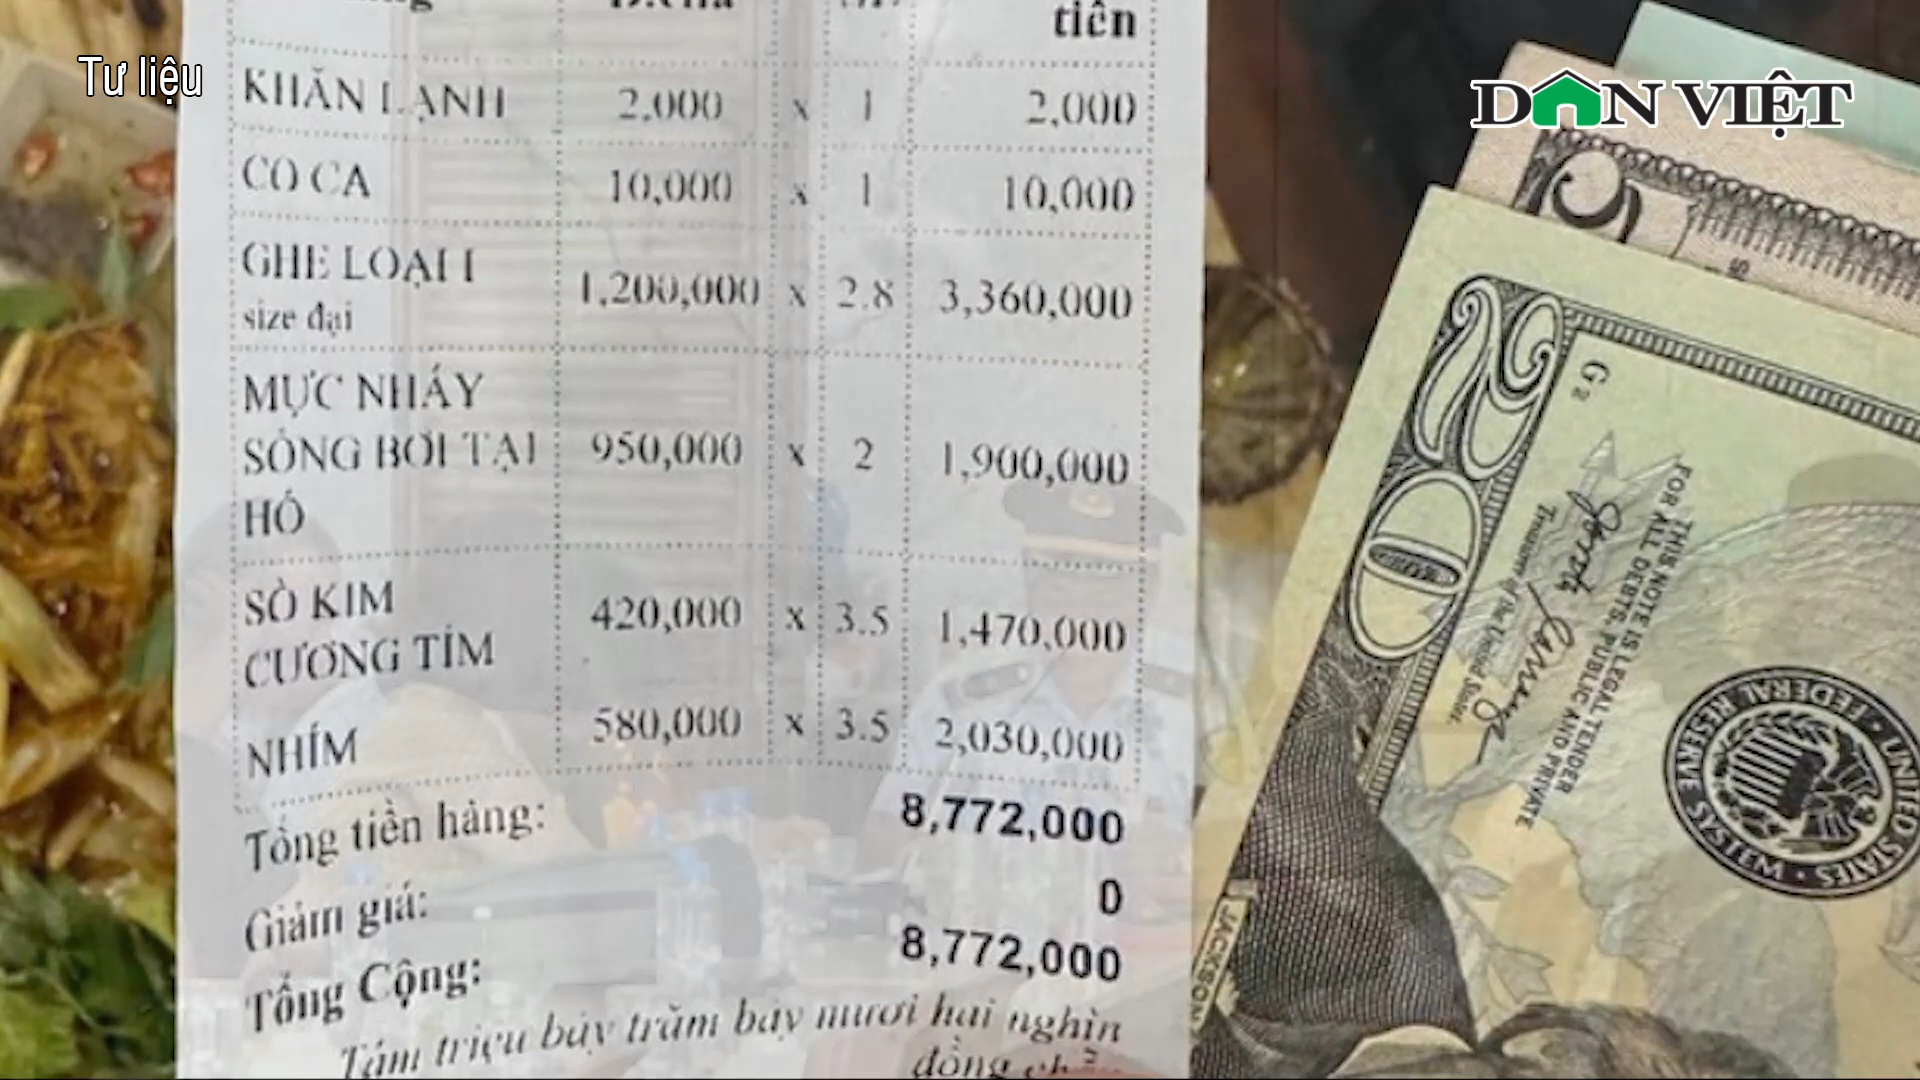 Tư liệu
DÂN VIỆT
tiền
KHĂN LẠNH 2,000 x 1 2,000
CO CA 10,000 x 1 10,000
GHẸ LOẠI I 1,200,000 x 2.8 3,360,000
size đại
MỰC NHÁY
SÔNG BƠI TẠI 950,000 x 2 1,900,000
HỒ
SÒ KIM 420,000 x 3.5 1,470,000
CƯƠNG TÍM
NHÍM 580,000 x 3.5 2,030,000
Tổng tiền hàng: 8,772,000
Giảm giá: 0
Tổng Cộng: 8,772,000
Tám triệu bảy trăm bảy mươi hai nghìn
đồng
5
20
G2
THIS NOTE IS LEGAL TENDER
FOR ALL DEBTS, PUBLIC AND PRIVATE
Treasurer of the United States.
UNITED STATES FEDERAL RESERVE SYSTEM
JACKSON